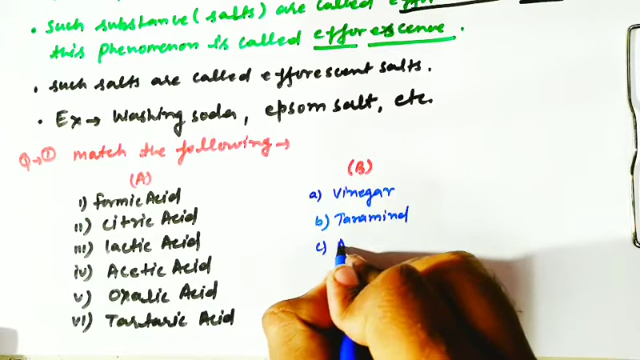 • Such substance (salts) are called
this phenomenon is called efflorescence.
• such salts are called efforescent salts.
• Ex → Washing soda, epsom salt, etc.
Q→① match the following →
(A) (B)
i) formic Acid a) Vinegar
ii) citric Acid b) Taramind
iii) lactic Acid c)
iv) Acetic Acid
v) Oxalic Acid
vi) Tartaric Acid